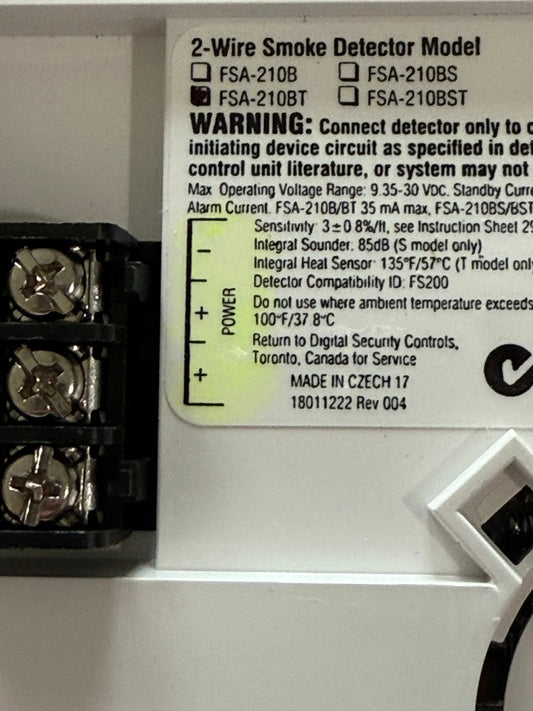 2-Wire Smoke Detector Model
FSA-210B FSA-210BS
FSA-210BT FSA-210BST
WARNING: Connect detector only to
initiating device circuit as specified in
control unit literature, or system may not
Max Operating Voltage Range: 9.35-30 VDC. Standby
Alarm Current. FSA-210B/BT 35 mA max, FSA-210BS/BST
Sensitivity 3±0 8%/ft, see Instruction Sheet
Integral Sounder: 85dB (S model only)
Integral Heat Sensor 135°F/57°C (T model
Detector Compatibility ID: FS200
Do not use where ambient temperature exceeds
100°F/37 8°C
Return to Digital Security Controls,
Toronto, Canada for Service
MADE IN CZECH 17
18011222 Rev 004
−
+
POWER
+